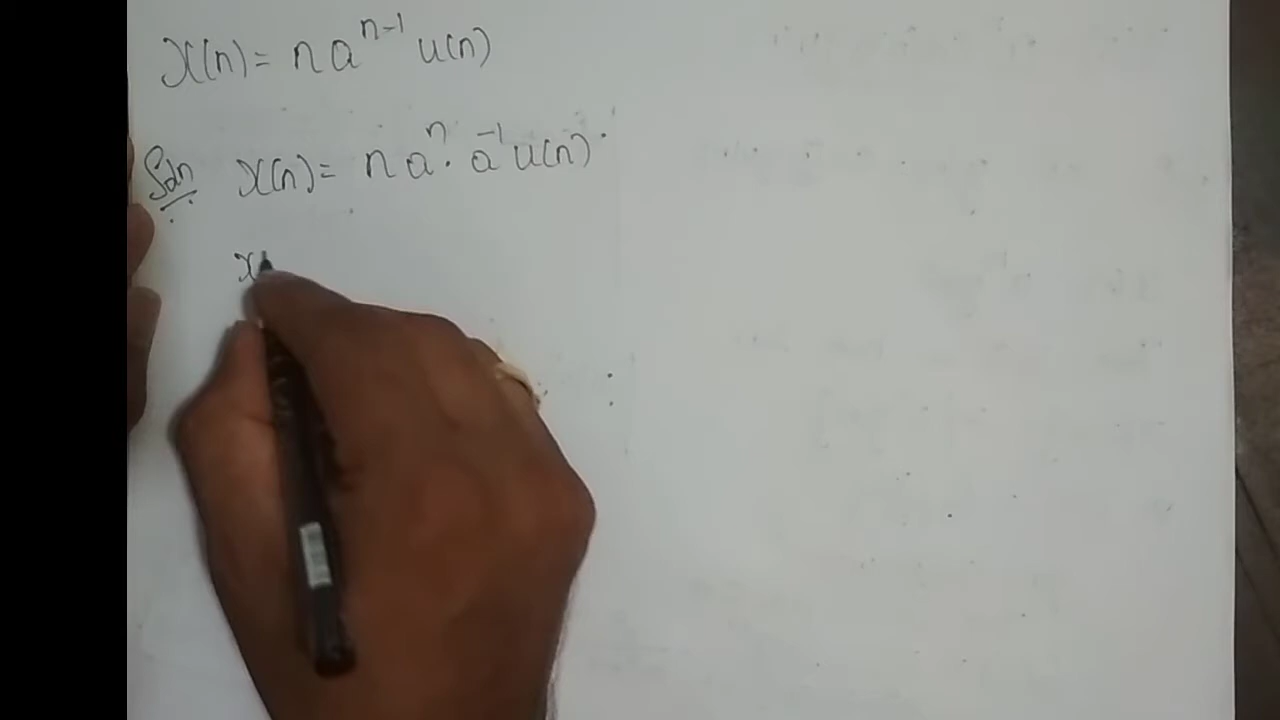 x(n) = n a^{n-1} u(n)
Soln x(n) = n a^n . a^{-1} u(n)
x(